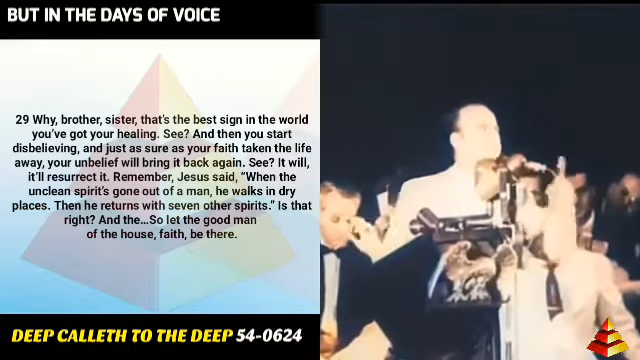 BUT IN THE DAYS OF VOICE
29 Why, brother, sister, that's the best sign in the world
you've got your healing. See? And then you start
disbelieving, and just as sure as your faith taken the life
away, your unbelief will bring it back again. See? It will,
it'll resurrect it. Remember, Jesus said, "When the
unclean spirit's gone out of a man, he walks in dry
places. Then he returns with seven other spirits." Is that
right? And the...So let the good man
of the house, faith, be there.
DEEP CALLETH TO THE DEEP 54-0624